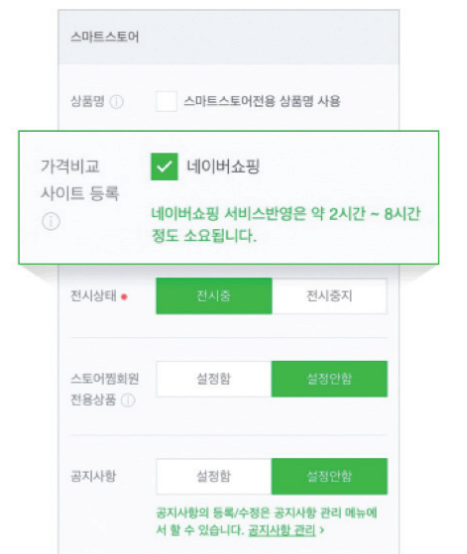 스마트스토어
상품명 ⓘ 스마트스토어전용 상품명 사용
가격비교 네이버쇼핑
사이트 등록
ⓘ
네이버쇼핑 서비스반영은 약 2시간 ~ 8시간
정도 소요됩니다.
전시상태 • 전시중 전시중지
스토어찜회원 설정함 설정안함
전용상품 ⓘ
공지사항 설정함 설정안함
공지사항의 등록/수정은 공지사항 관리 메뉴에
서 할 수 있습니다. 공지사항 관리 >